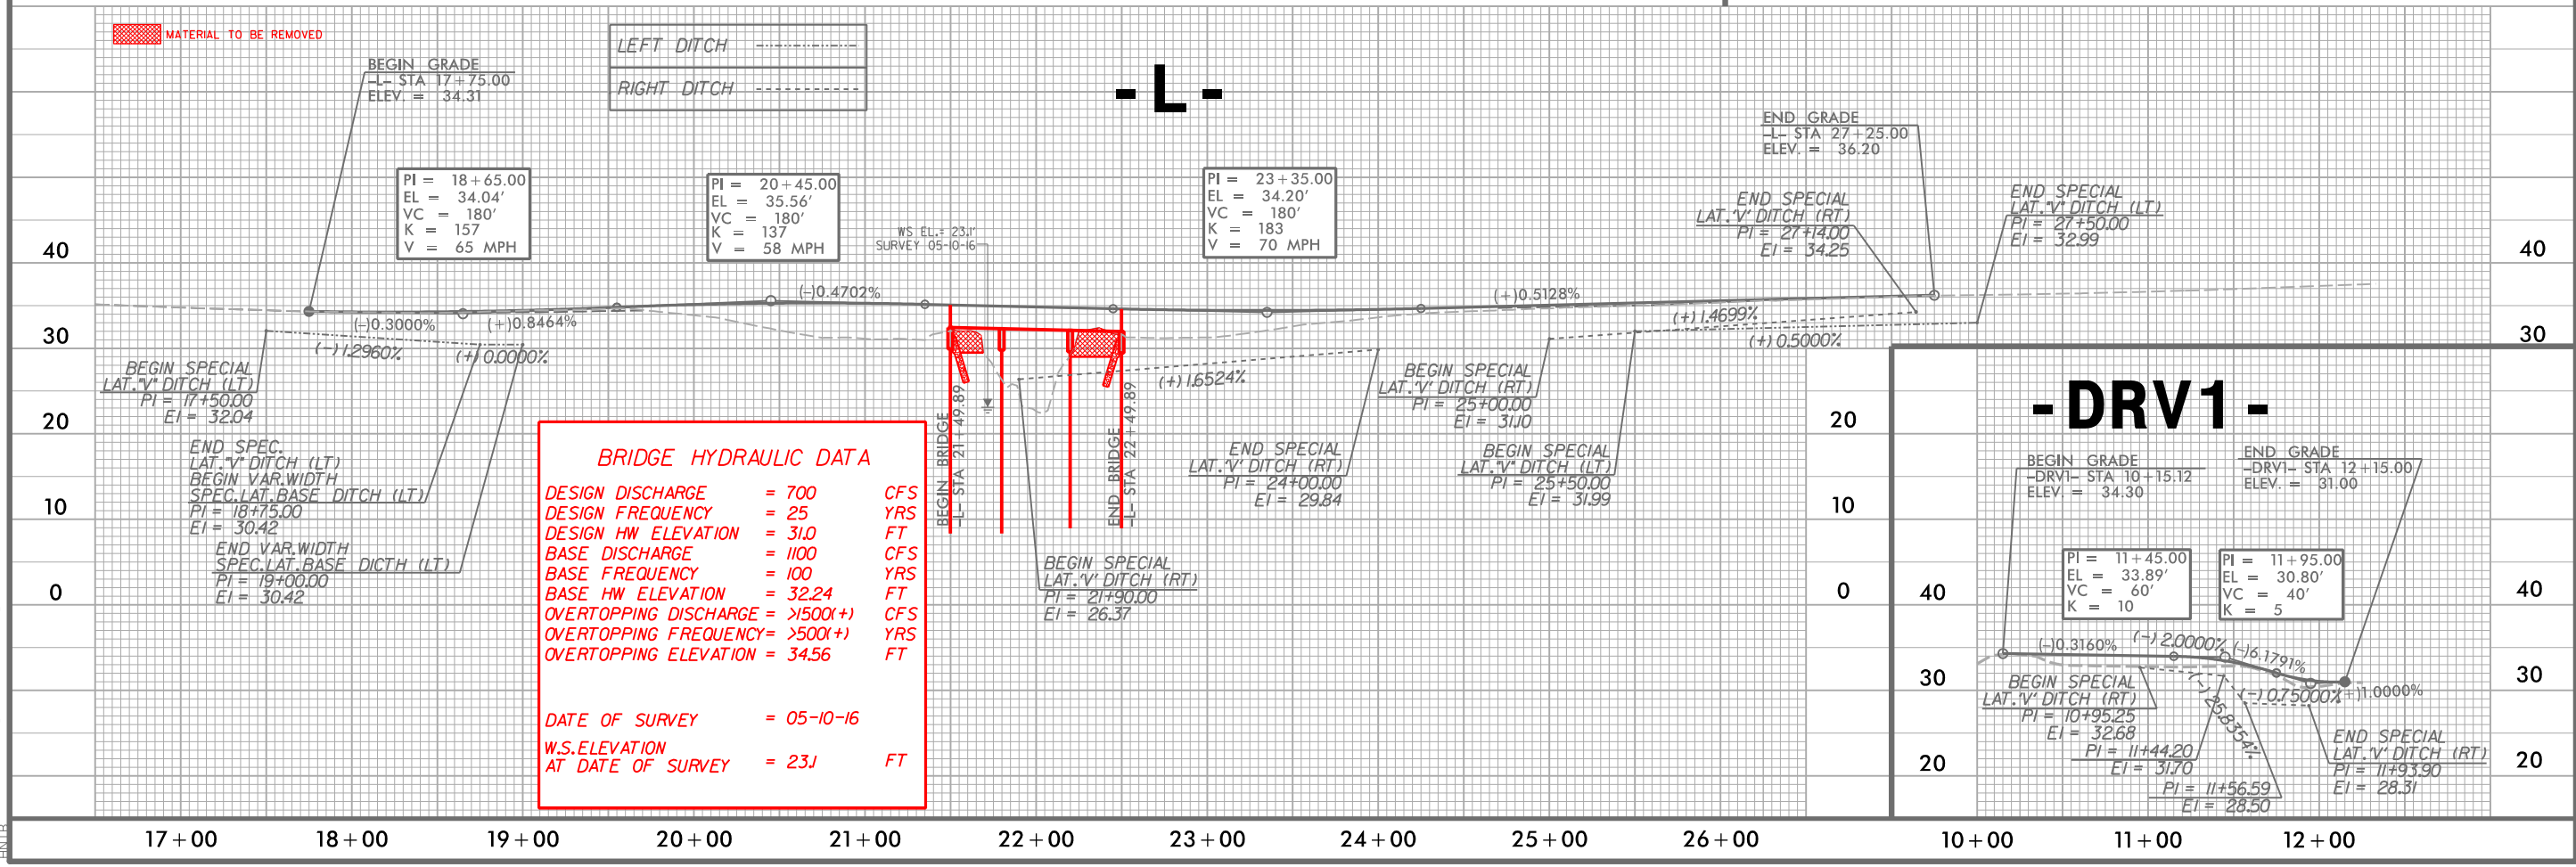 MATERIAL TO BE REMOVED
LEFT DITCH
RIGHT DITCH
-L-
BEGIN GRADE
-L- STA 17+75.00
ELEV. = 34.31
PI = 18+65.00
EL = 34.04'
VC = 180'
K = 157
V = 65 MPH
PI = 20+45.00
EL = 35.56'
VC = 180'
K = 137
V = 58 MPH
WS EL.= 23.1'
SURVEY 05-10-16
PI = 23+35.00
EL = 34.20'
VC = 180'
K = 183
V = 70 MPH
END GRADE
-L- STA 27+25.00
ELEV. = 36.20
END SPECIAL
LAT.'V' DITCH (RT)
PI = 27+14.00
EI = 34.25
END SPECIAL
LAT."V" DITCH (LT)
PI = 27+50.00
EI = 32.99
40
30
20
10
0
40
30
20
10
0
(-)0.3000%
(+)0.8464%
(-)0.4702%
(+)0.5128%
(-)1.2960%
(+)0.0000%
(+)1.6524%
(+)1.4699%
(+)0.5000%
BEGIN SPECIAL
LAT."V" DITCH (LT)
PI = 17+50.00
EI = 32.04
END SPEC.
LAT."V" DITCH (LT)
BEGIN VAR.WIDTH
SPEC.LAT.BASE DITCH (LT)
PI = 18+75.00
EI = 30.42
END VAR.WIDTH
SPEC.LAT.BASE DICTH (LT)
PI = 19+00.00
EI = 30.42
BRIDGE HYDRAULIC DATA
DESIGN DISCHARGE = 700 CFS
DESIGN FREQUENCY = 25 YRS
DESIGN HW ELEVATION = 31.0 FT
BASE DISCHARGE = 1100 CFS
BASE FREQUENCY = 100 YRS
BASE HW ELEVATION = 32.24 FT
OVERTOPPING DISCHARGE = >1500(+) CFS
OVERTOPPING FREQUENCY= >500(+) YRS
OVERTOPPING ELEVATION = 34.56 FT
DATE OF SURVEY = 05-10-16
W.S.ELEVATION
AT DATE OF SURVEY = 23.1 FT
BEGIN BRIDGE
-L- STA 21+49.89
END BRIDGE
-L- STA 22+49.89
BEGIN SPECIAL
LAT.'V' DITCH (RT)
PI = 21+90.00
EI = 26.37
END SPECIAL
LAT.'V' DITCH (RT)
PI = 24+00.00
EI = 29.84
BEGIN SPECIAL
LAT.'V' DITCH (RT)
PI = 25+00.00
EI = 31.10
BEGIN SPECIAL
LAT."V" DITCH (LT)
PI = 25+50.00
EI = 31.99
-DRV1-
BEGIN GRADE
-DRV1- STA 10+15.12
ELEV. = 34.30
END GRADE
-DRV1- STA 12+15.00
ELEV. = 31.00
PI = 11+45.00
EL = 33.89'
VC = 60'
K = 10
PI = 11+95.00
EL = 30.80'
VC = 40'
K = 5
40
30
20
40
30
20
(-)0.3160%
(-)2.0000%
(-)6.1791%
(-)0.7500%
(+)1.0000%
(-)25.8354%
BEGIN SPECIAL
LAT.'V' DITCH (RT)
PI = 10+95.25
EI = 32.68
PI = 11+44.20
EI = 31.70
PI = 11+56.59
EI = 28.50
END SPECIAL
LAT.'V' DITCH (RT)
PI = 11+93.90
EI = 28.31
17+00 18+00 19+00 20+00 21+00 22+00 23+00 24+00 25+00 26+00 10+00 11+00 12+00